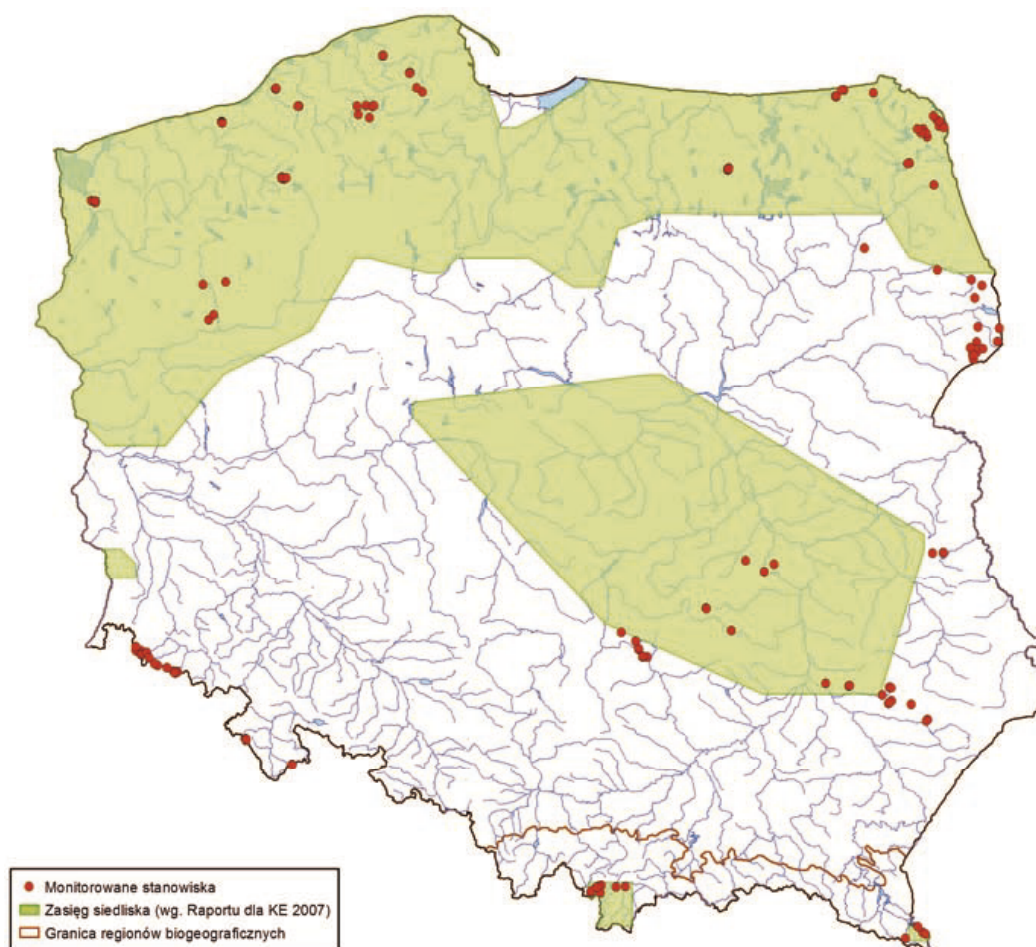 Monitorowane stanowiska
Zasięg siedliska (wg. Raportu dla KE 2007)
Granica regionów biogeograficznych